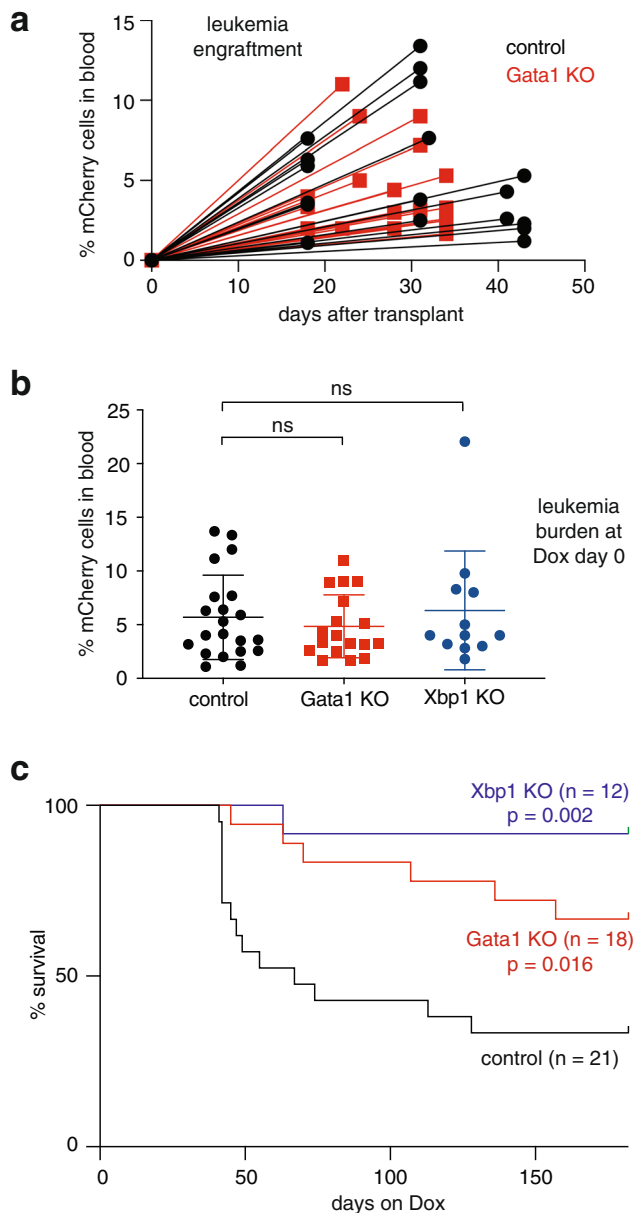 a
leukemia
engraftment
control
Gata1 KO
% mCherry cells in blood
15
10
5
0
0
10
20
30
40
50
days after transplant
b
ns
ns
% mCherry cells in blood
25
20
15
10
5
0
leukemia
burden at
Dox day 0
control
Gata1 KO
Xbp1 KO
c
% survival
100
50
0
Xbp1 KO (n = 12)
p = 0.002
Gata1 KO (n = 18)
p = 0.016
control (n = 21)
0
50
100
150
days on Dox